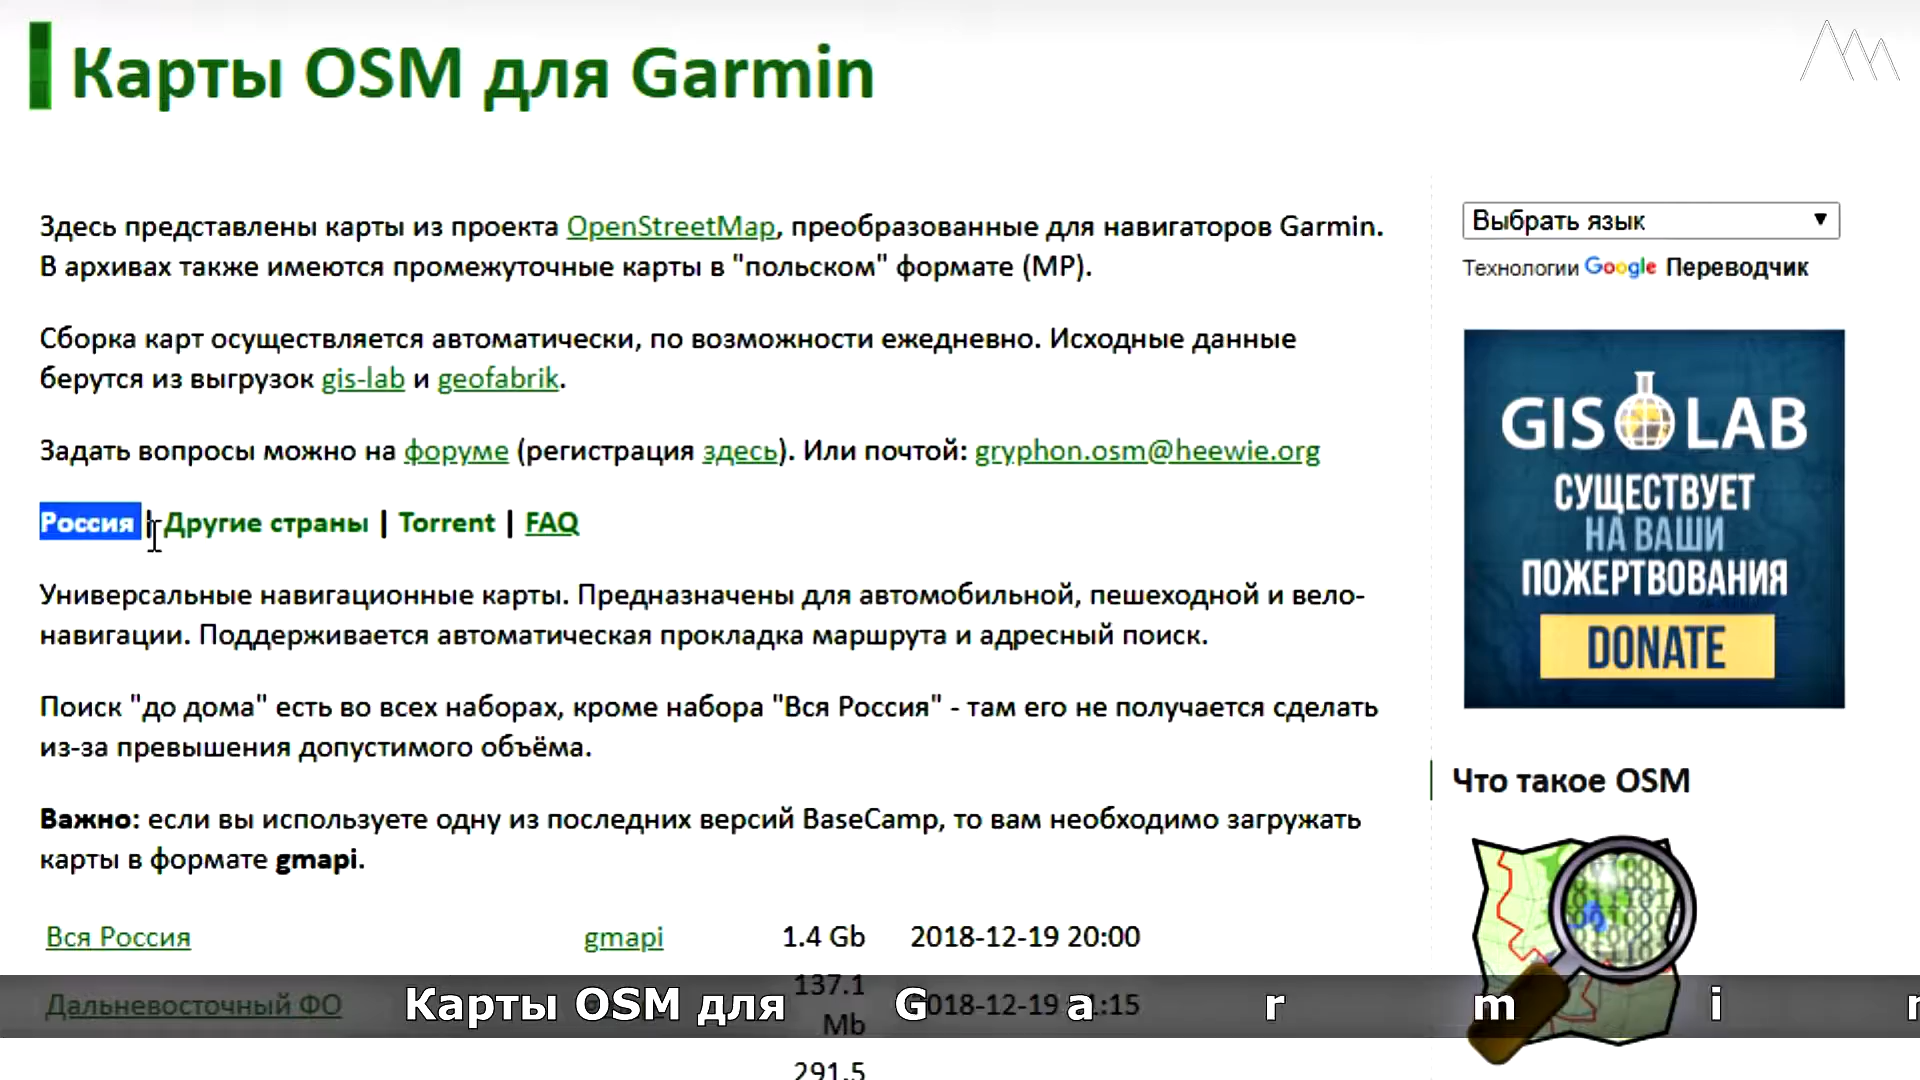 Карты OSM для Garmin
Здесь представлены карты из проекта OpenStreetMap, преобразованные для навигаторов Garmin.
В архивах также имеются промежуточные карты в "польском" формате (MP).
Сборка карт осуществляется автоматически, по возможности ежедневно. Исходные данные
берутся из выгрузок gis-lab и geofabrik.
Задать вопросы можно на форуме (регистрация здесь). Или почтой: gryphon.osm@heewie.org
Россия | Другие страны | Torrent | FAQ
Универсальные навигационные карты. Предназначены для автомобильной, пешеходной и вело-
навигации. Поддерживается автоматическая прокладка маршрута и адресный поиск.
Поиск "до дома" есть во всех наборах, кроме набора "Вся Россия" - там его не получается сделать
из-за превышения допустимого объёма.
Важно: если вы используете одну из последних версий BaseCamp, то вам необходимо загружать
карты в формате gmapi.
Вся Россия gmapi 1.4 Gb 2018-12-19 20:00
Дальневосточный ФО 137.1 Mb 2018-12-19
291.5
Выбрать язык
Технологии Google Переводчик
GIS LAB
СУЩЕСТВУЕТ
НА ВАШИ
ПОЖЕРТВОВАНИЯ
DONATE
Что такое OSM
Карты OSM для G a r m i n